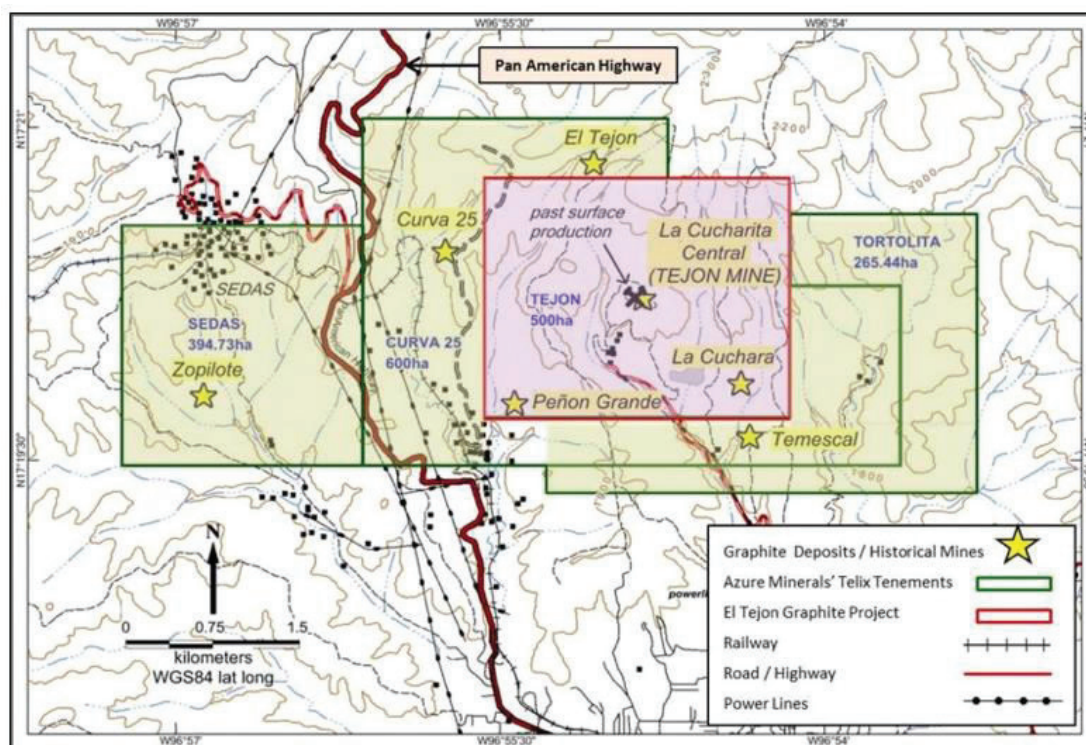 W96°57'
W96°55'30"
W96°54'
Pan American Highway
N17°21'
2300
2200
2000
El Tejon
Curva 25
past surface
production
La Cucharita
Central
(TEJON MINE)
TORTOLITA
265.44ha
1800
SEDAS
SEDAS
394.73ha
TEJON
500ha
CURVA 25
600ha
Zopilote
La Cuchara
Peñon Grande
Temescal
N17°19'30"
1600
N
0 0.75 1.5
kilometers
WGS84 lat long
powerli
Graphite Deposits / Historical Mines
Azure Minerals' Telix Tenements
El Tejon Graphite Project
Railway
Road / Highway
Power Lines
W96°57'
W96°55'30"
W96°54'